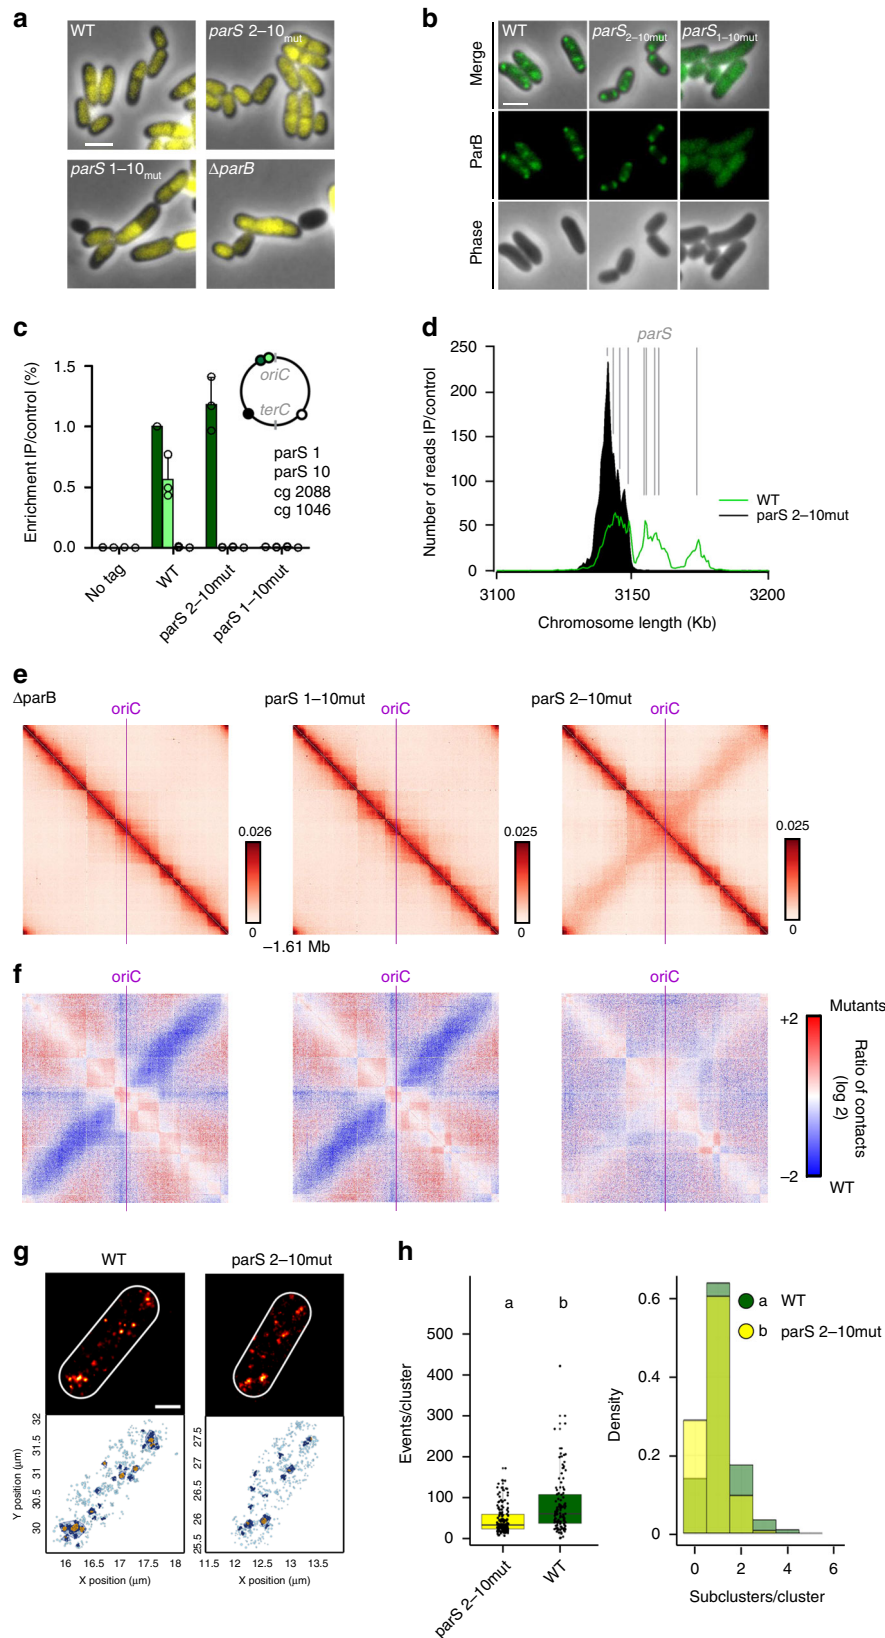 a
WT
parS 2–10mut
parS 1–10mut
ΔparB
b
WT
parS2–10mut
parS1–10mut
Merge
ParB
Phase
c
Enrichment IP/control (%)
1.5
1.0
0.5
0.0
No tag
WT
parS 2–10mut
parS 1–10mut
oriC
terC
parS 1
parS 10
cg 2088
cg 1046
d
Number of reads IP/control
250
200
150
100
50
0
parS
WT
parS 2–10mut
3100
3150
3200
Chromosome length (Kb)
e
ΔparB
parS 1–10mut
parS 2–10mut
oriC
oriC
oriC
0.026
0
0.025
0
0.025
0
–1.61 Mb
f
oriC
oriC
oriC
+2
Mutants
Ratio of contacts
(log 2)
–2
WT
g
WT
parS 2–10mut
Y position (µm)
32
31.5
31
30.5
30
16 16.5 17 17.5 18
X position (µm)
27.5
27
26.5
26
25.5
11.5 12 12.5 13 13.5
X position (µm)
h
Events/cluster
500
400
300
200
100
0
a
b
parS 2–10mut
WT
Density
0.6
0.4
0.2
0
a WT
b parS 2–10mut
0 2 4 6
Subclusters/cluster